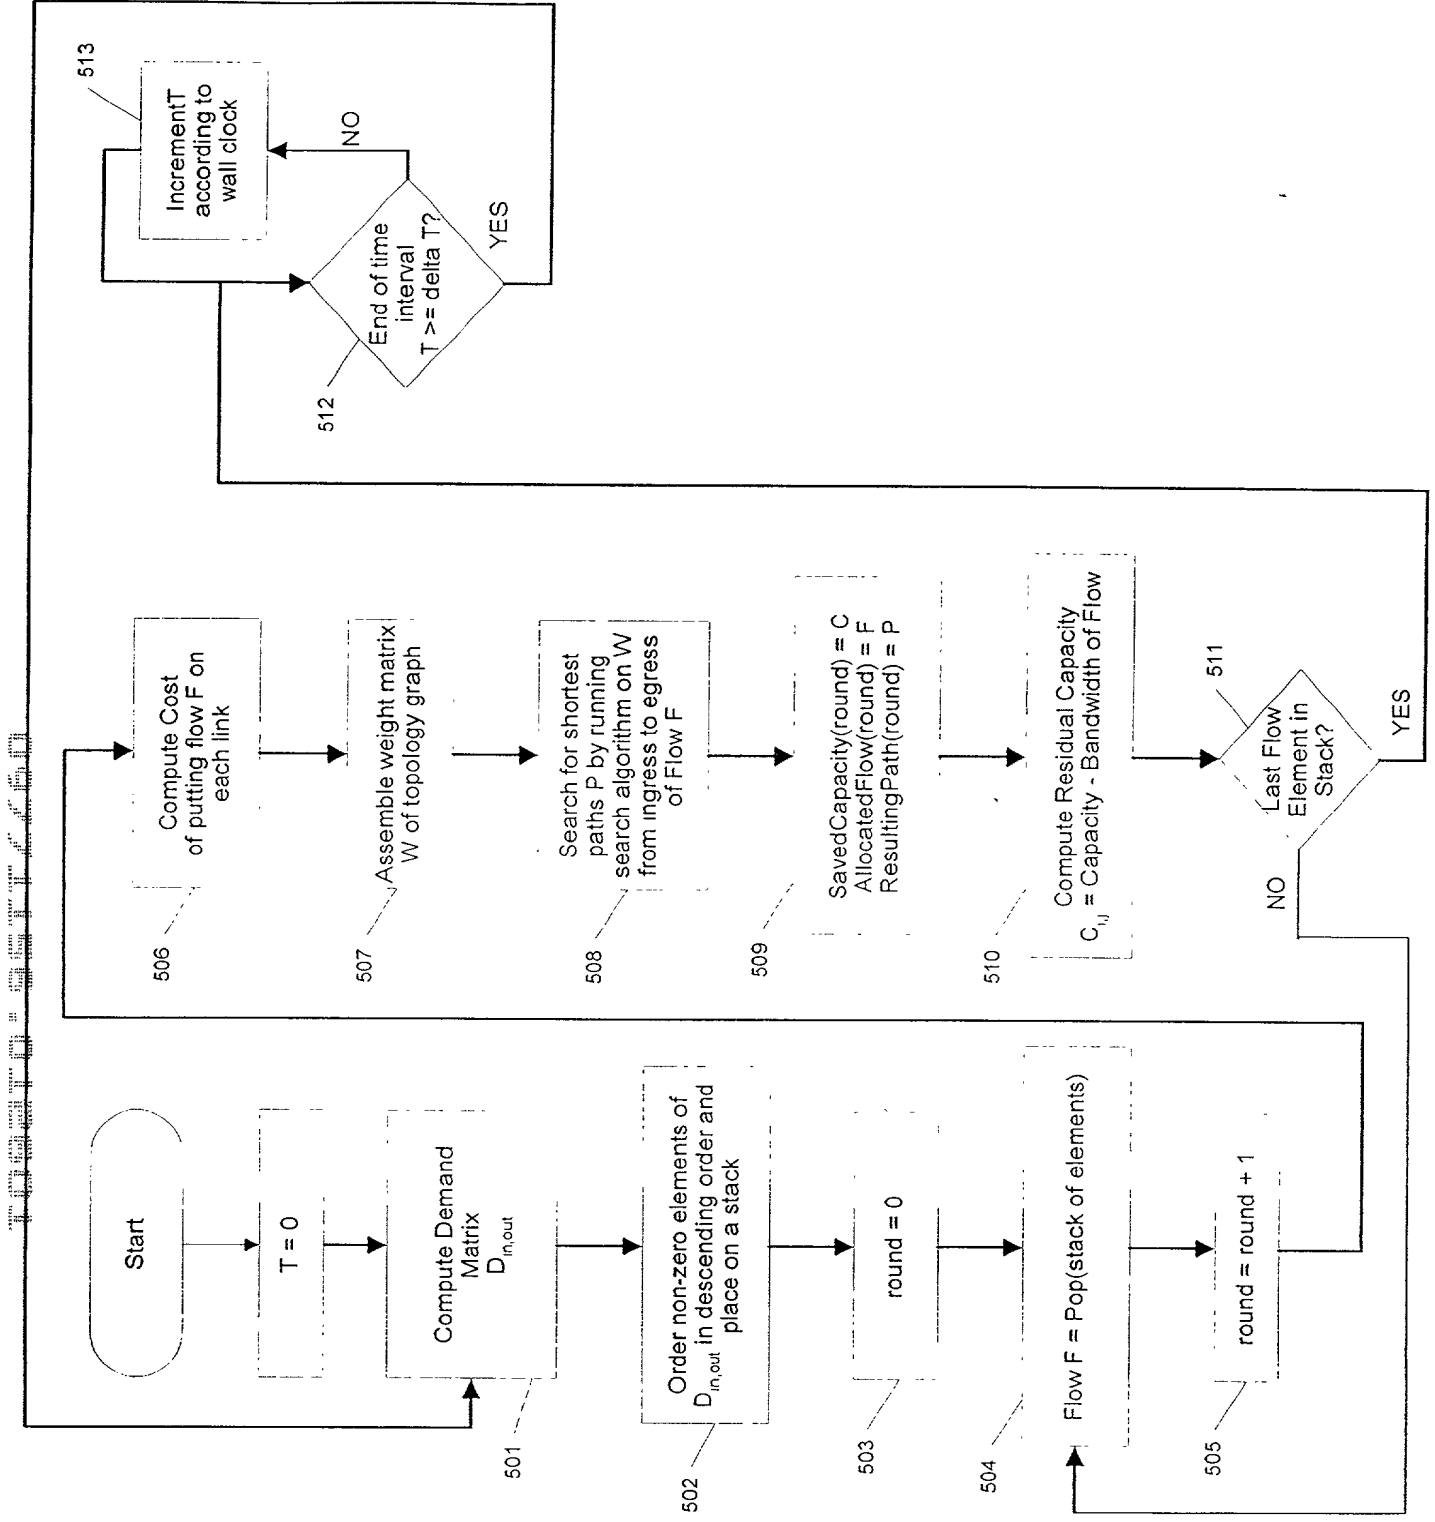 Start
T = 0
Compute Demand
Matrix
D in,out
501
Order non-zero elements of
D in,out in descending order and
place on a stack
502
round = 0
503
Flow F = Pop(stack of elements)
504
round = round + 1
505
Compute Cost
of putting flow F on
each link
506
Assemble weight matrix
W of topology graph
507
Search for shortest
paths P by running
search algorithm on W
from ingress to egress
of Flow F
508
SavedCapacity(round) = C
AllocatedFlow(round) = F
ResultingPath(round) = P
509
Compute Residual Capacity
C i,j = Capacity - Bandwidth of Flow
510
Last Flow
Element in
Stack?
511
NO
YES
End of time
interval
T >= delta T?
512
NO
YES
IncrementT
according to
wall clock
513